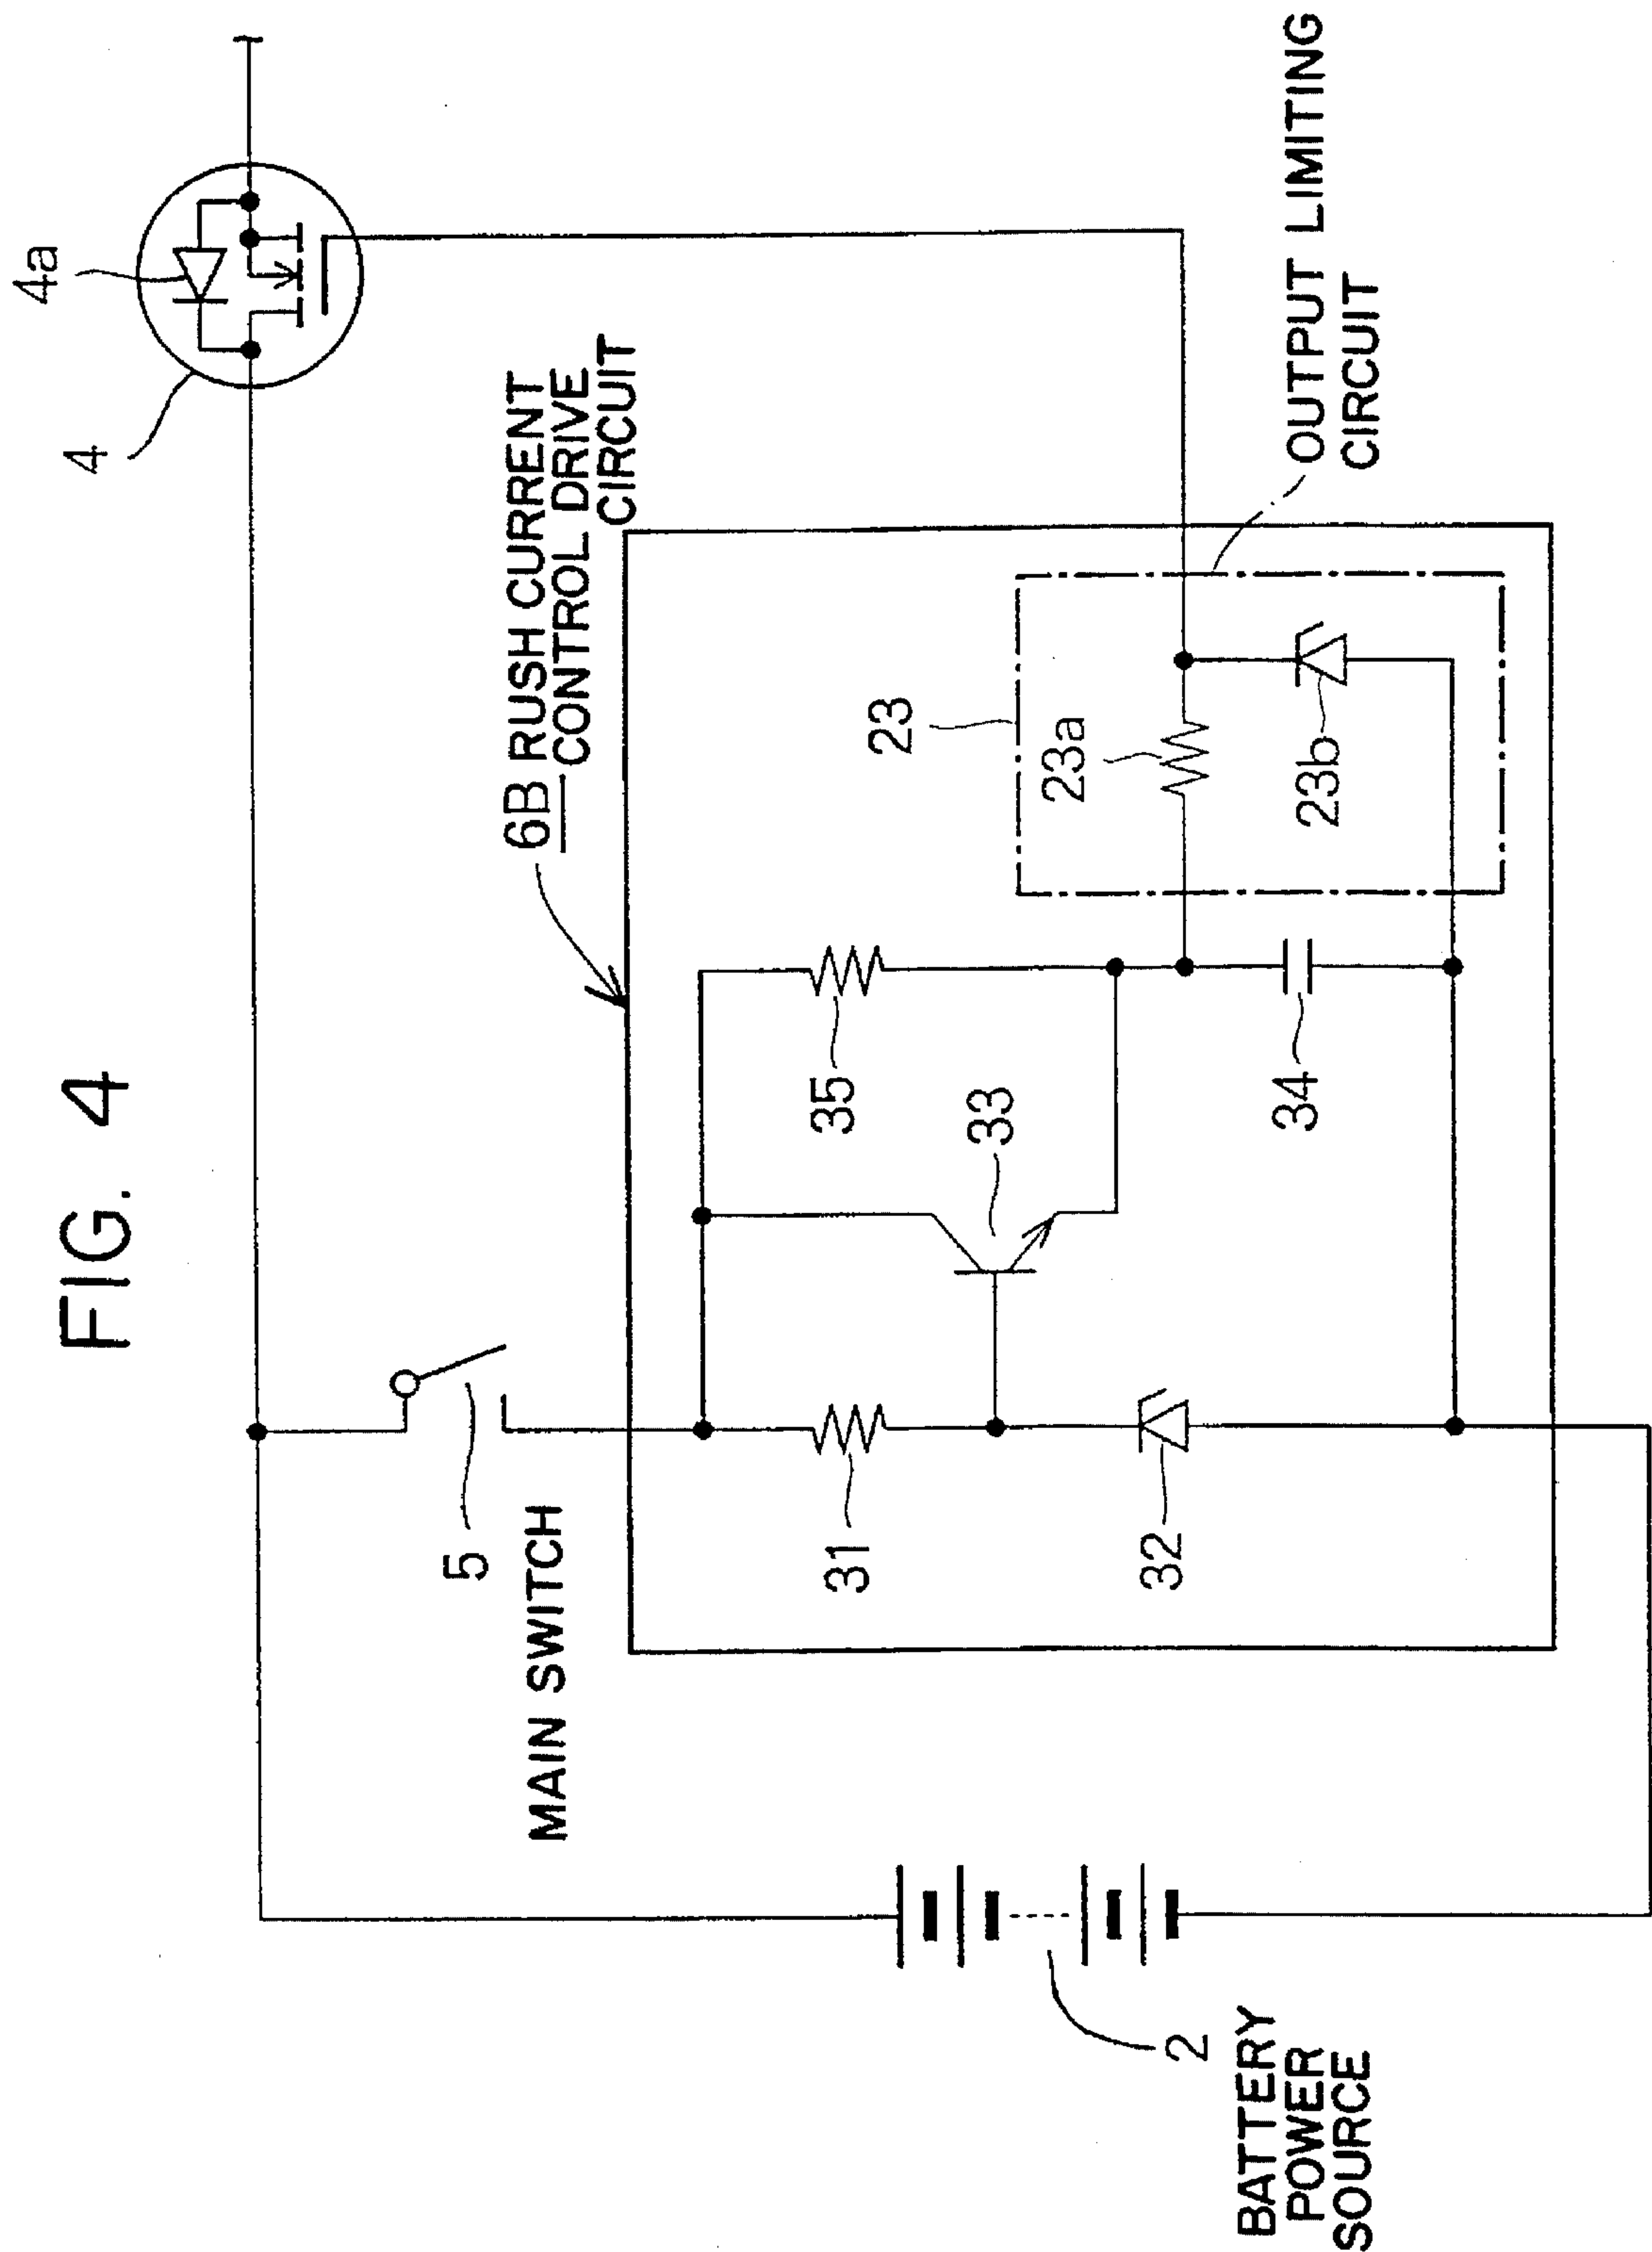 FIG. 4
4a
4
6B RUSH CURRENT
CONTROL DRIVE
CIRCUIT
OUTPUT LIMITING
CIRCUIT
23
23a
23b
35
33
34
5
MAIN SWITCH
31
32
2
BATTERY
POWER
SOURCE